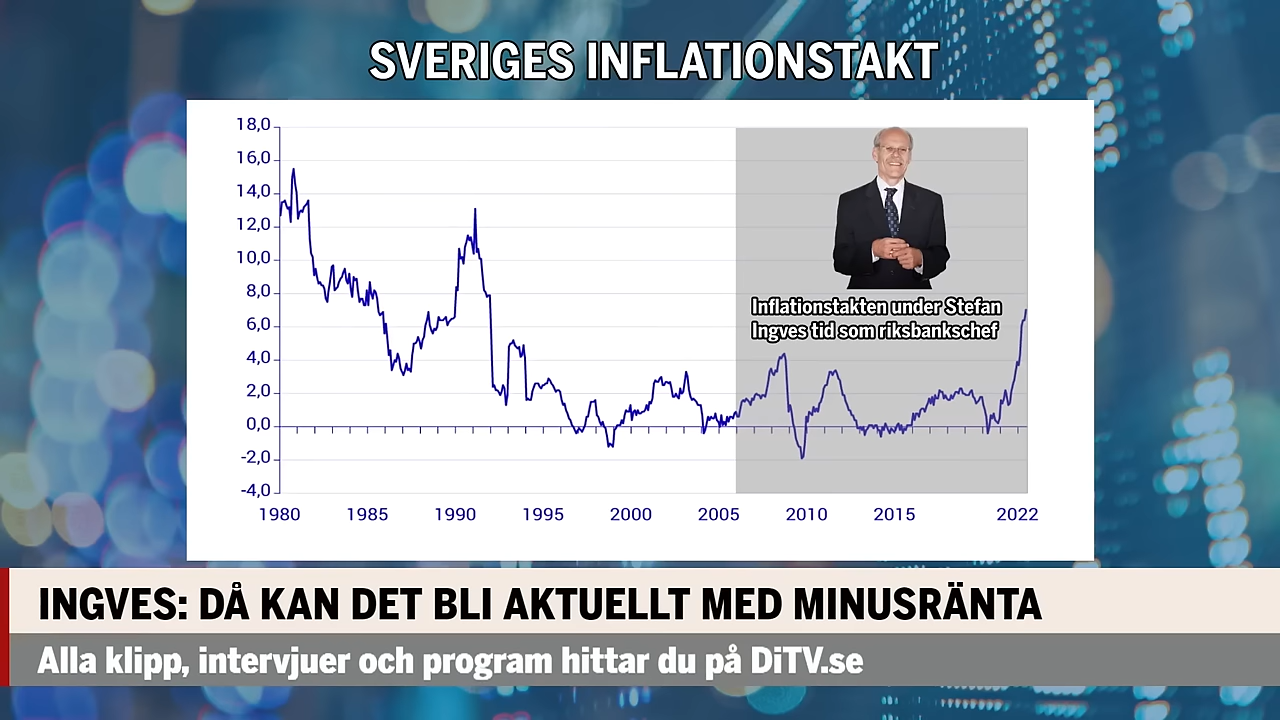 SVERIGES INFLATIONSTAKT
18,0
16,0
14,0
12,0
10,0
8,0
6,0
4,0
2,0
0,0
-2,0
-4,0
Inflationstakten under Stefan
Ingves tid som riksbankschef
1980 1985 1990 1995 2000 2005 2010 2015 2022
INGVES: DÅ KAN DET BLI AKTUELLT MED MINUSRÄNTA
Alla klipp, intervjuer och program hittar du på DiTV.se